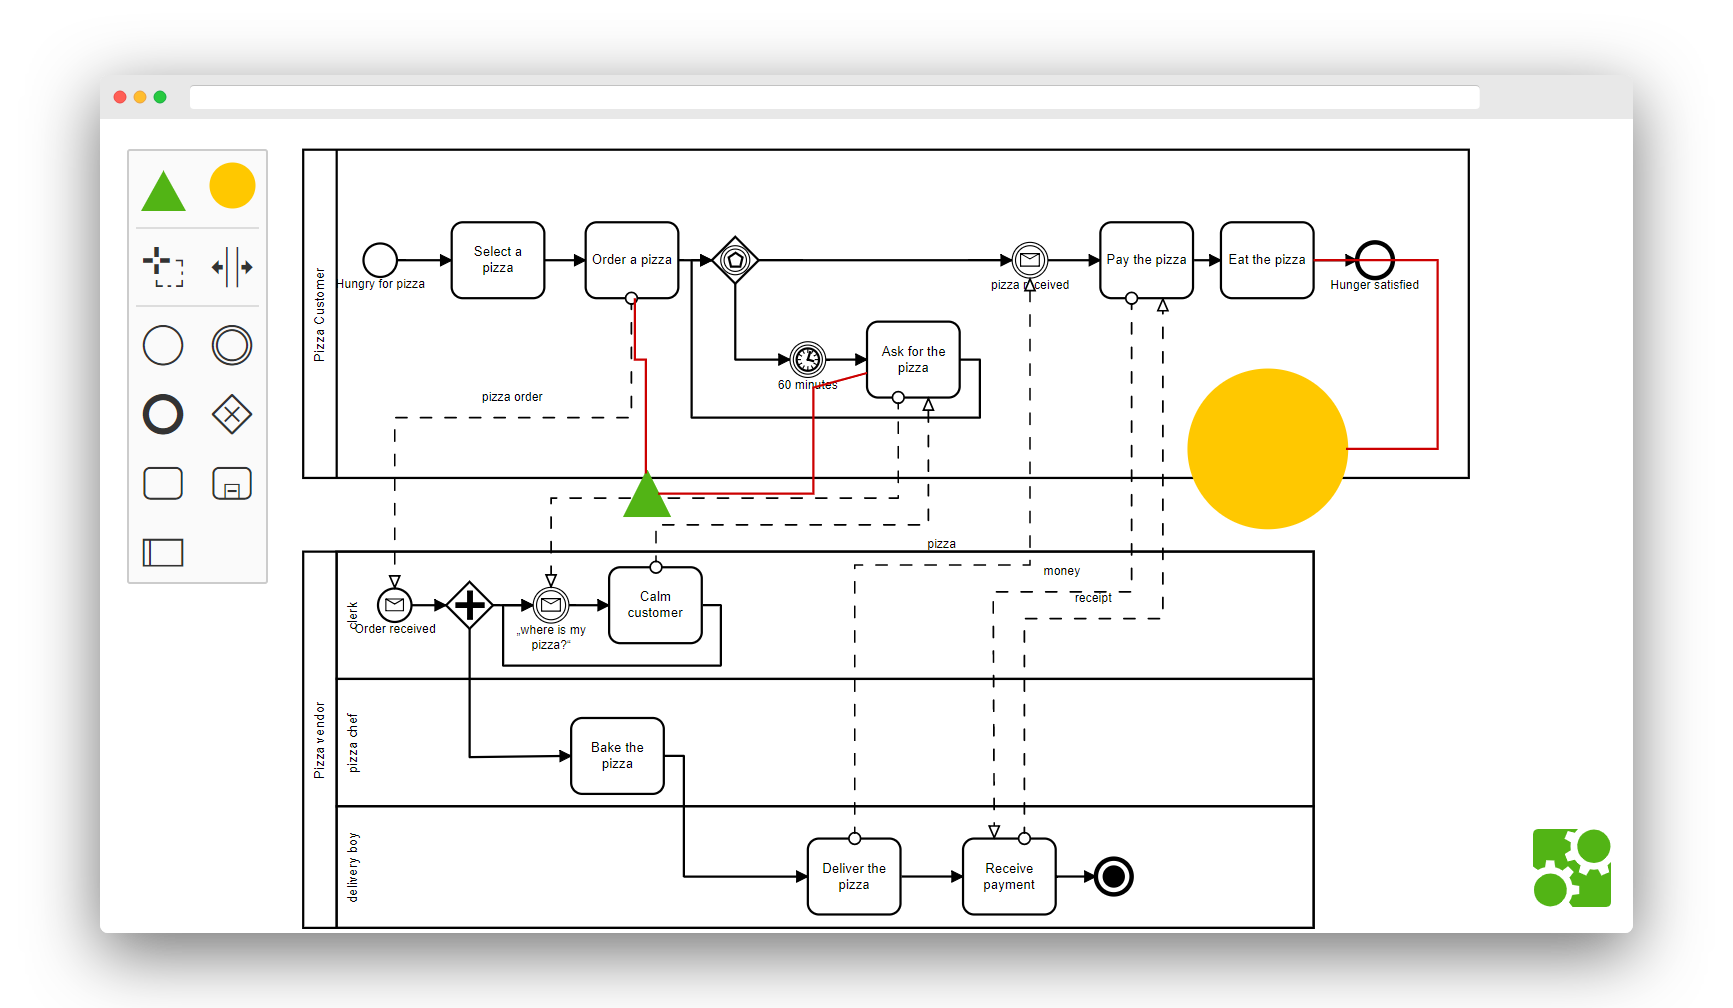 Pizza Customer
Hungry for pizza
Select a
pizza
Order a pizza
pizza received
Pay the pizza
Eat the pizza
Hunger satisfied
60 minutes
Ask for the
pizza
pizza order
pizza
money
receipt
Pizza vendor
clerk
Order received
„where is my
pizza?“
Calm
customer
pizza chef
Bake the
pizza
delivery boy
Deliver the
pizza
Receive
payment